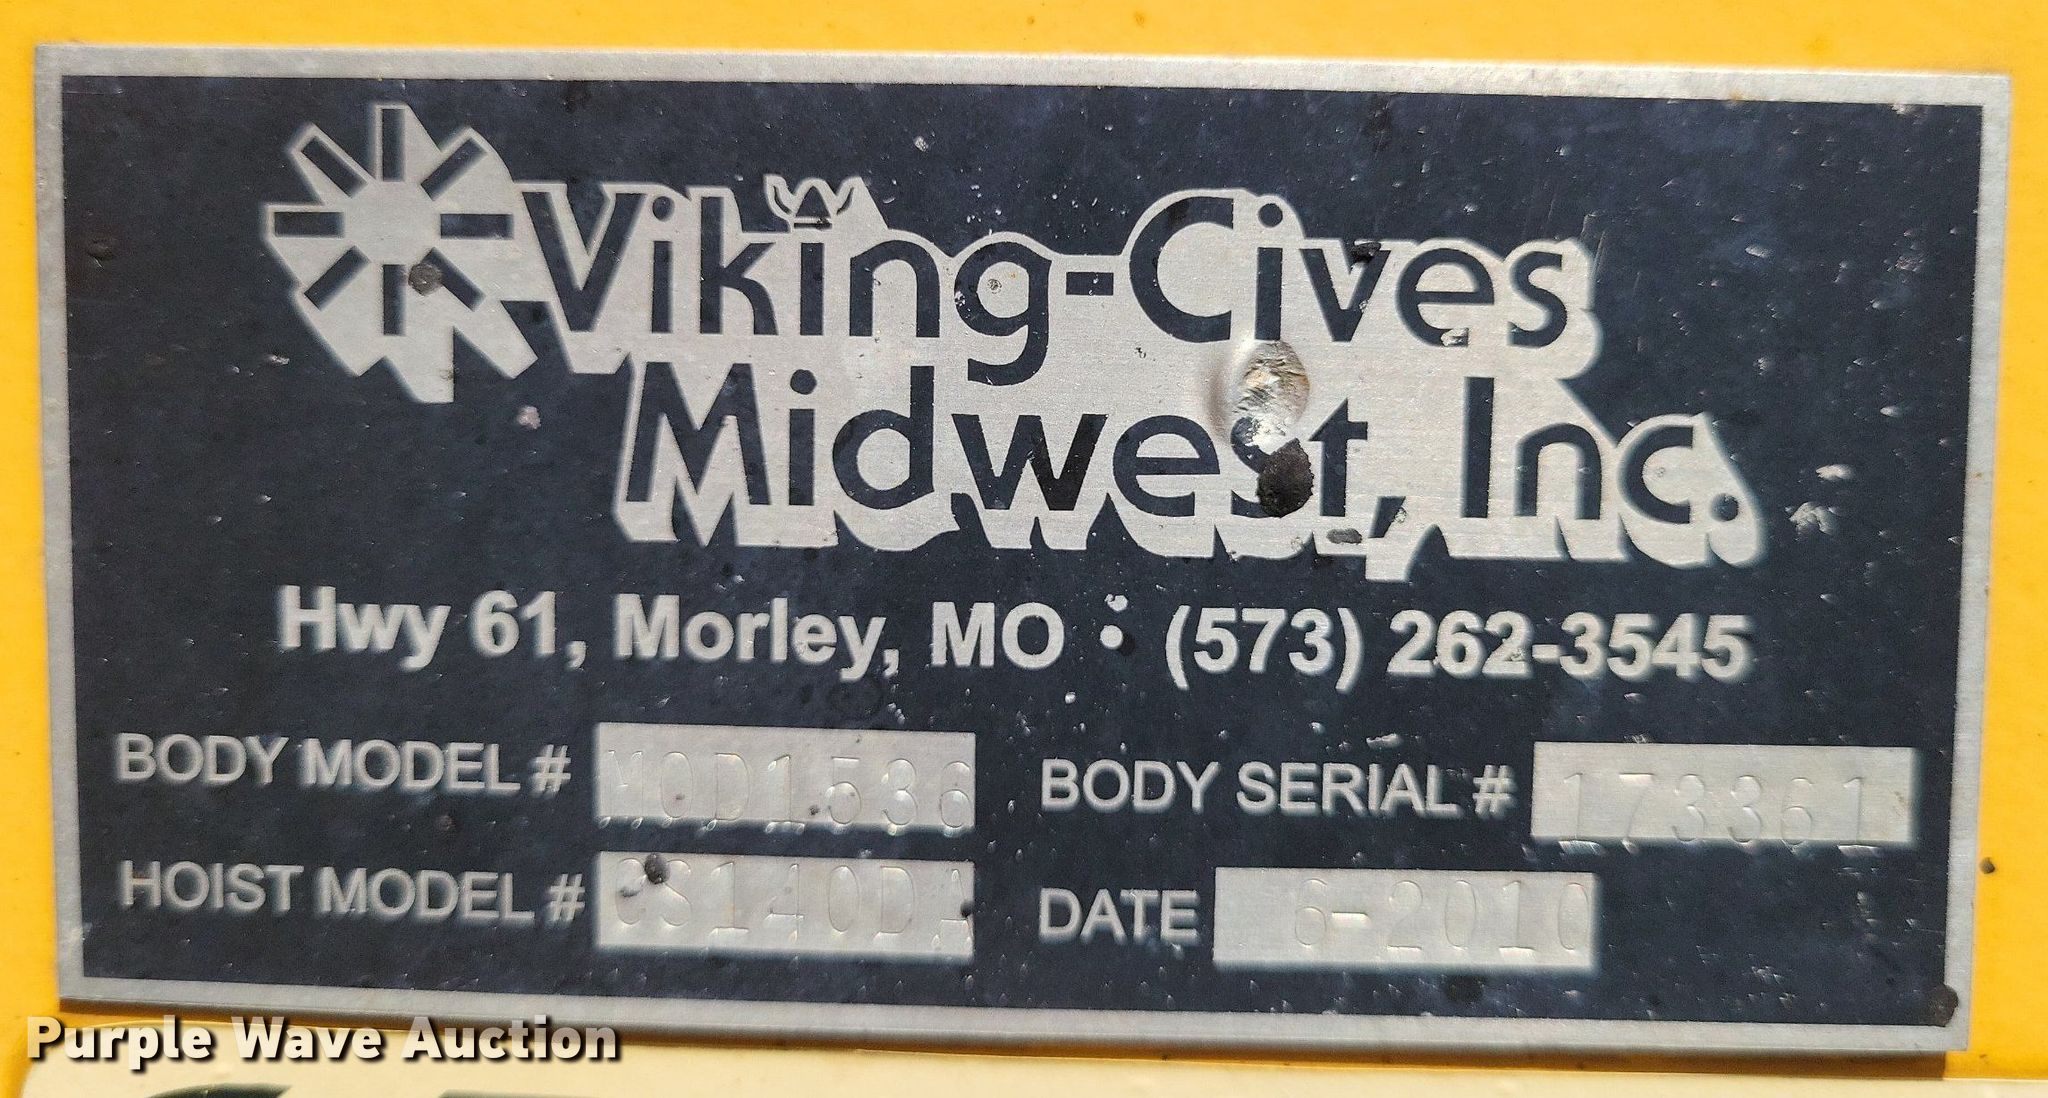 Viking-Cives
Midwest, Inc.
Hwy 61, Morley, MO : (573) 262-3545
BODY MODEL # MOD1536 BODY SERIAL # 173361
HOIST MODEL # CS140DA DATE 6-2010
Purple Wave Auction